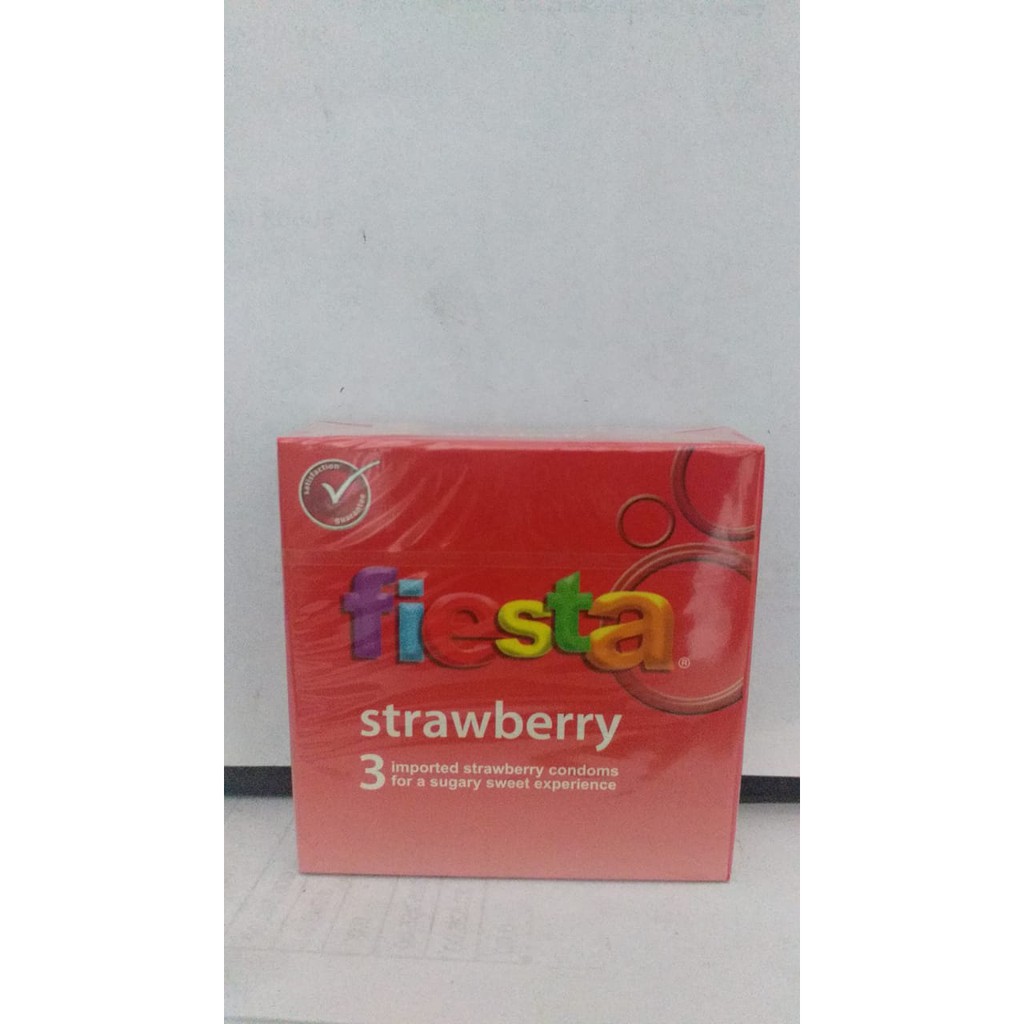 satisfaction
guarantee
fiesta®
strawberry
3 imported strawberry condoms
for a sugary sweet experience